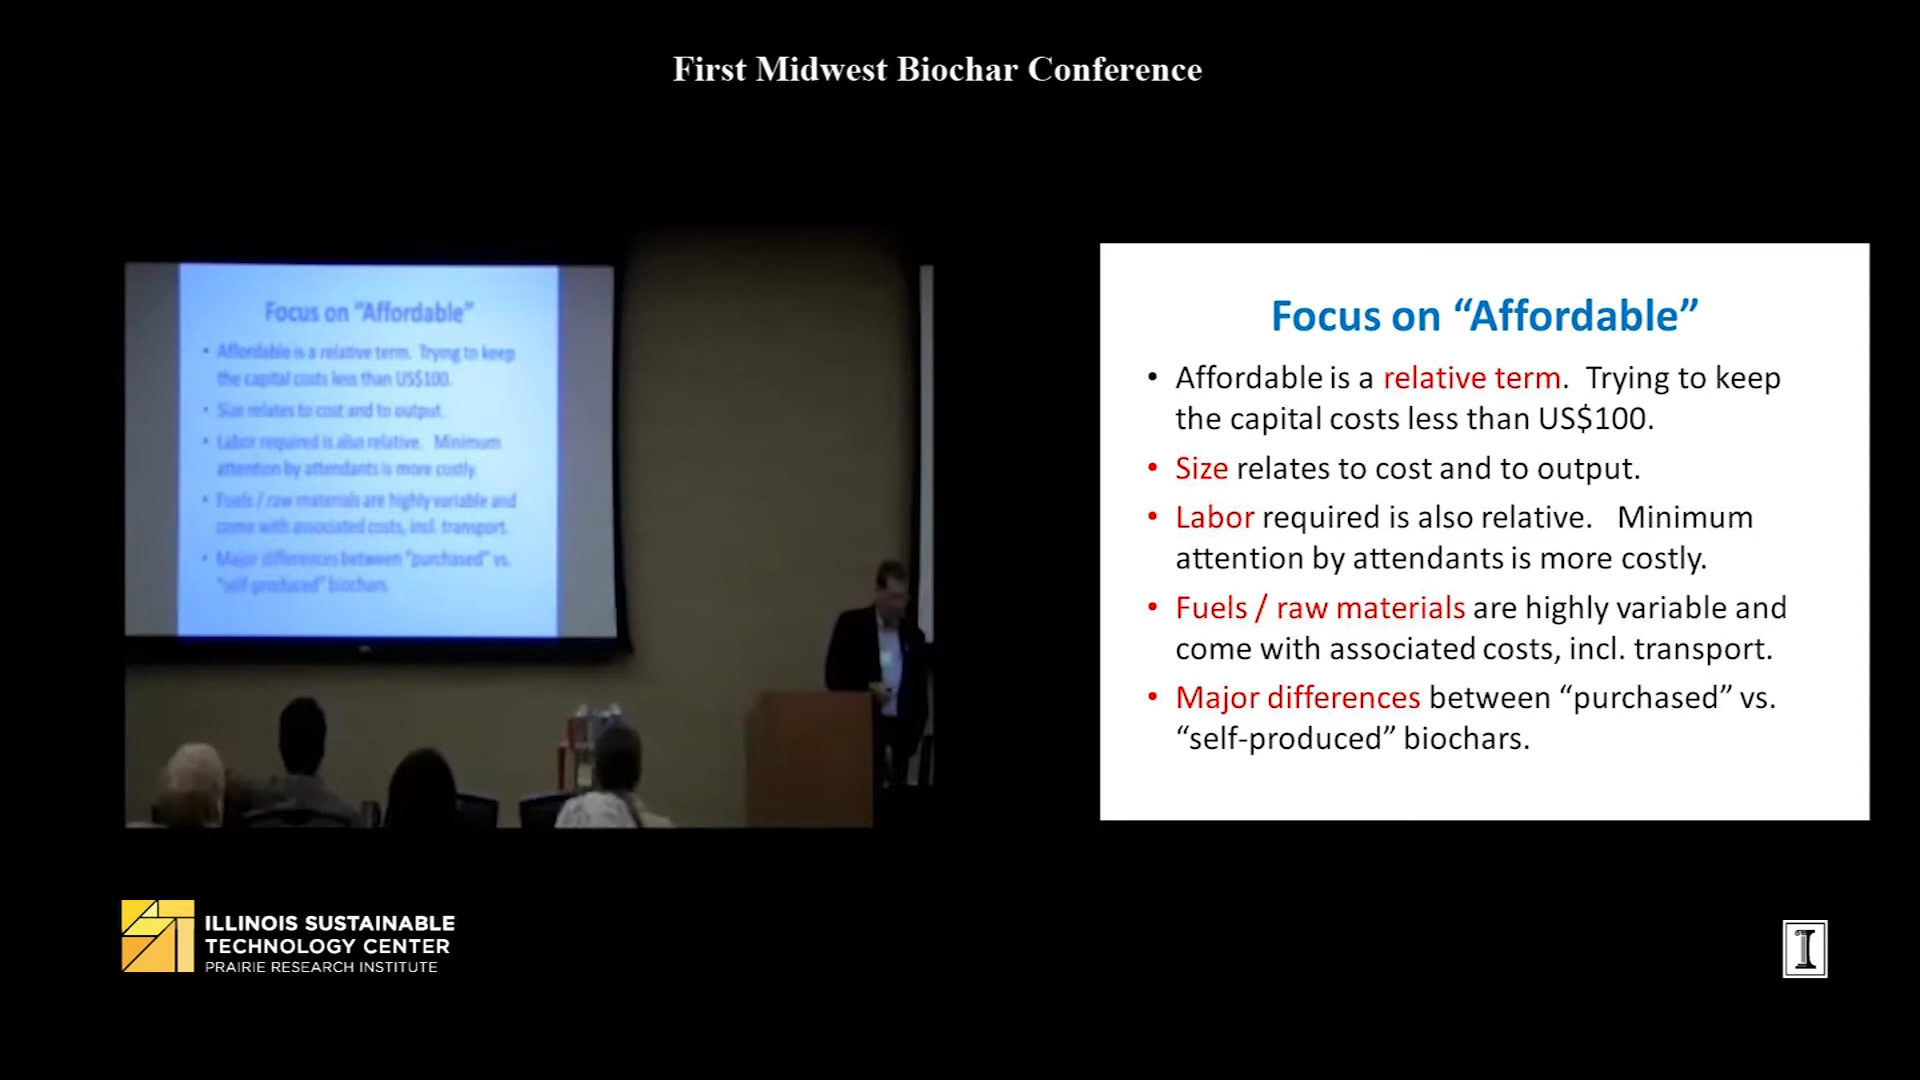 First Midwest Biochar Conference
Focus on “Affordable”
• Affordable is a relative term. Trying to keep
the capital costs less than US$100.
• Size relates to cost and to output.
• Labor required is also relative. Minimum
attention by attendants is more costly.
• Fuels / raw materials are highly variable and
come with associated costs, incl. transport.
• Major differences between “purchased” vs.
“self-produced” biochars.
Focus on “Affordable”
• Affordable is a relative term. Trying to keep
the capital costs less than US$100.
• Size relates to cost and to output.
• Labor required is also relative. Minimum
attention by attendants is more costly.
• Fuels / raw materials are highly variable and
come with associated costs, incl. transport.
• Major differences between “purchased” vs.
“self-produced” biochars.
ILLINOIS SUSTAINABLE
TECHNOLOGY CENTER
PRAIRIE RESEARCH INSTITUTE
I